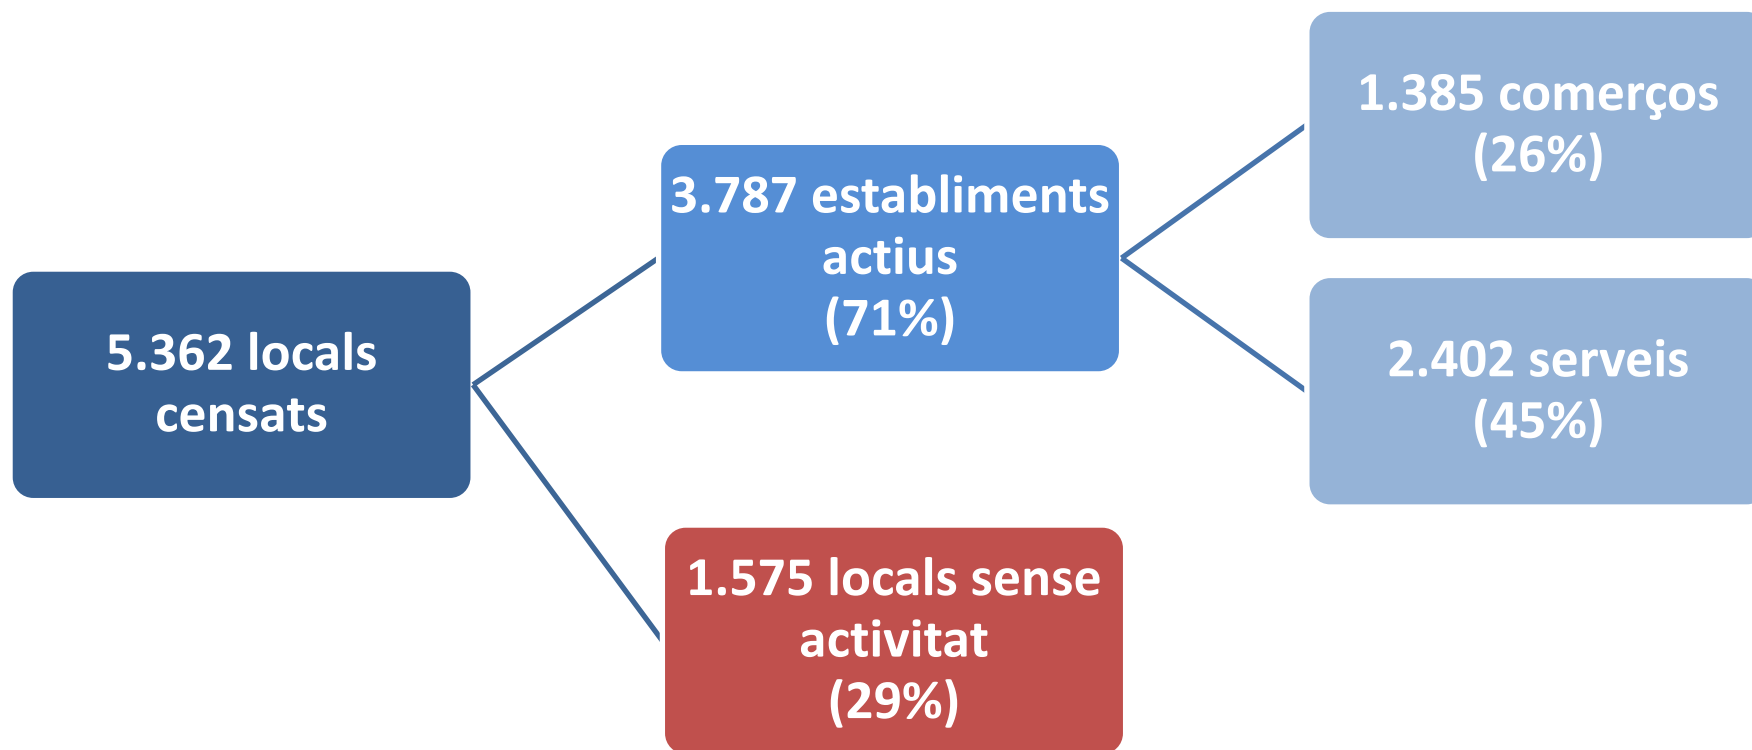 5.362 locals
censats
3.787 establiments
actius
(71%)
1.575 locals sense
activitat
(29%)
1.385 comerços
(26%)
2.402 serveis
(45%)